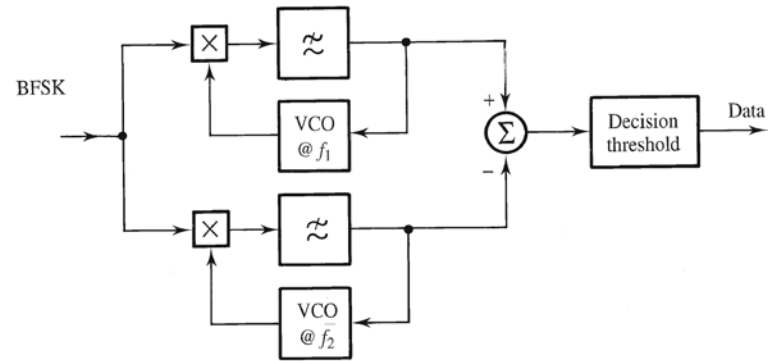 BFSK
×
VCO
@ f₁
+
Σ
−
Decision
threshold
Data
×
VCO
@ f₂